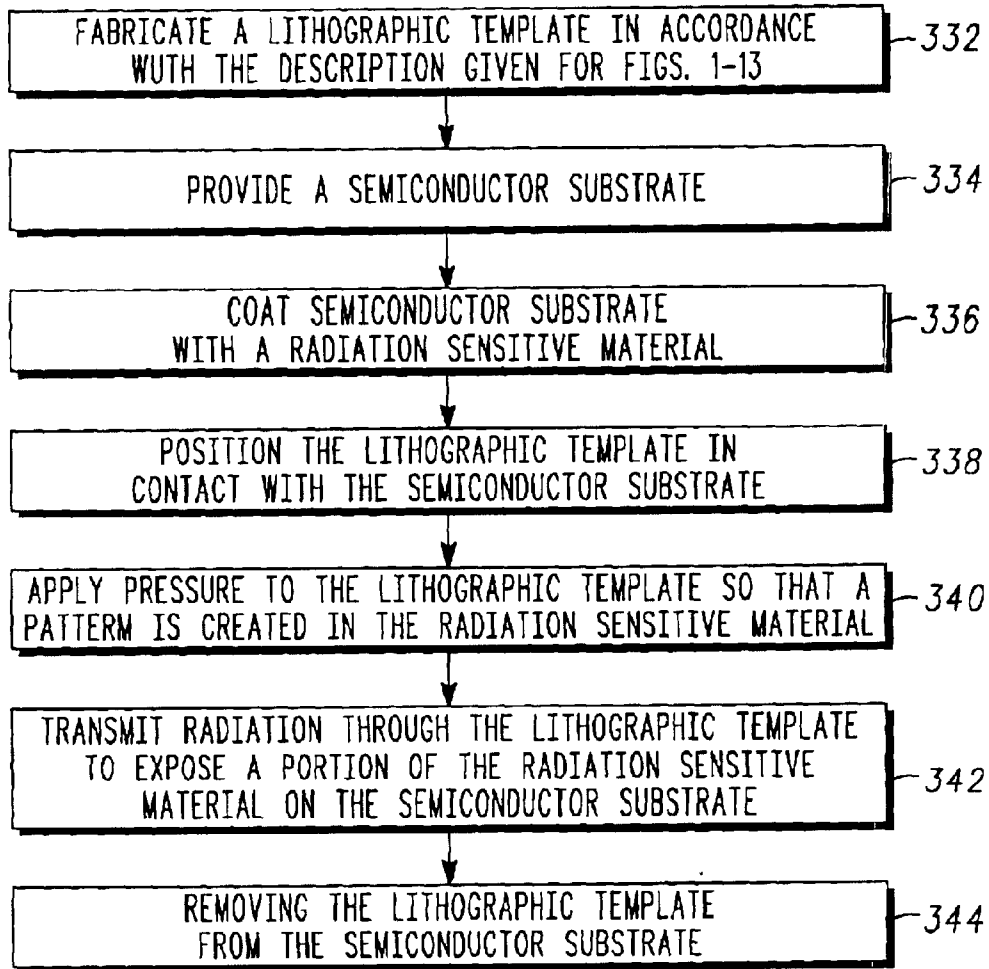 FABRICATE A LITHOGRAPHIC TEMPLATE IN ACCORDANCE
WUTH THE DESCRIPTION GIVEN FOR FIGS. 1-13
332
PROVIDE A SEMICONDUCTOR SUBSTRATE
334
COAT SEMICONDUCTOR SUBSTRATE
WITH A RADIATION SENSITIVE MATERIAL
336
POSITION THE LITHOGRAPHIC TEMPLATE IN
CONTACT WITH THE SEMICONDUCTOR SUBSTRATE
338
APPLY PRESSURE TO THE LITHOGRAPHIC TEMPLATE SO THAT A
PATTERM IS CREATED IN THE RADIATION SENSITIVE MATERIAL
340
TRANSMIT RADIATION THROUGH THE LITHOGRAPHIC TEMPLATE
TO EXPOSE A PORTION OF THE RADIATION SENSITIVE
MATERIAL ON THE SEMICONDUCTOR SUBSTRATE
342
REMOVING THE LITHOGRAPHIC TEMPLATE
FROM THE SEMICONDUCTOR SUBSTRATE
344